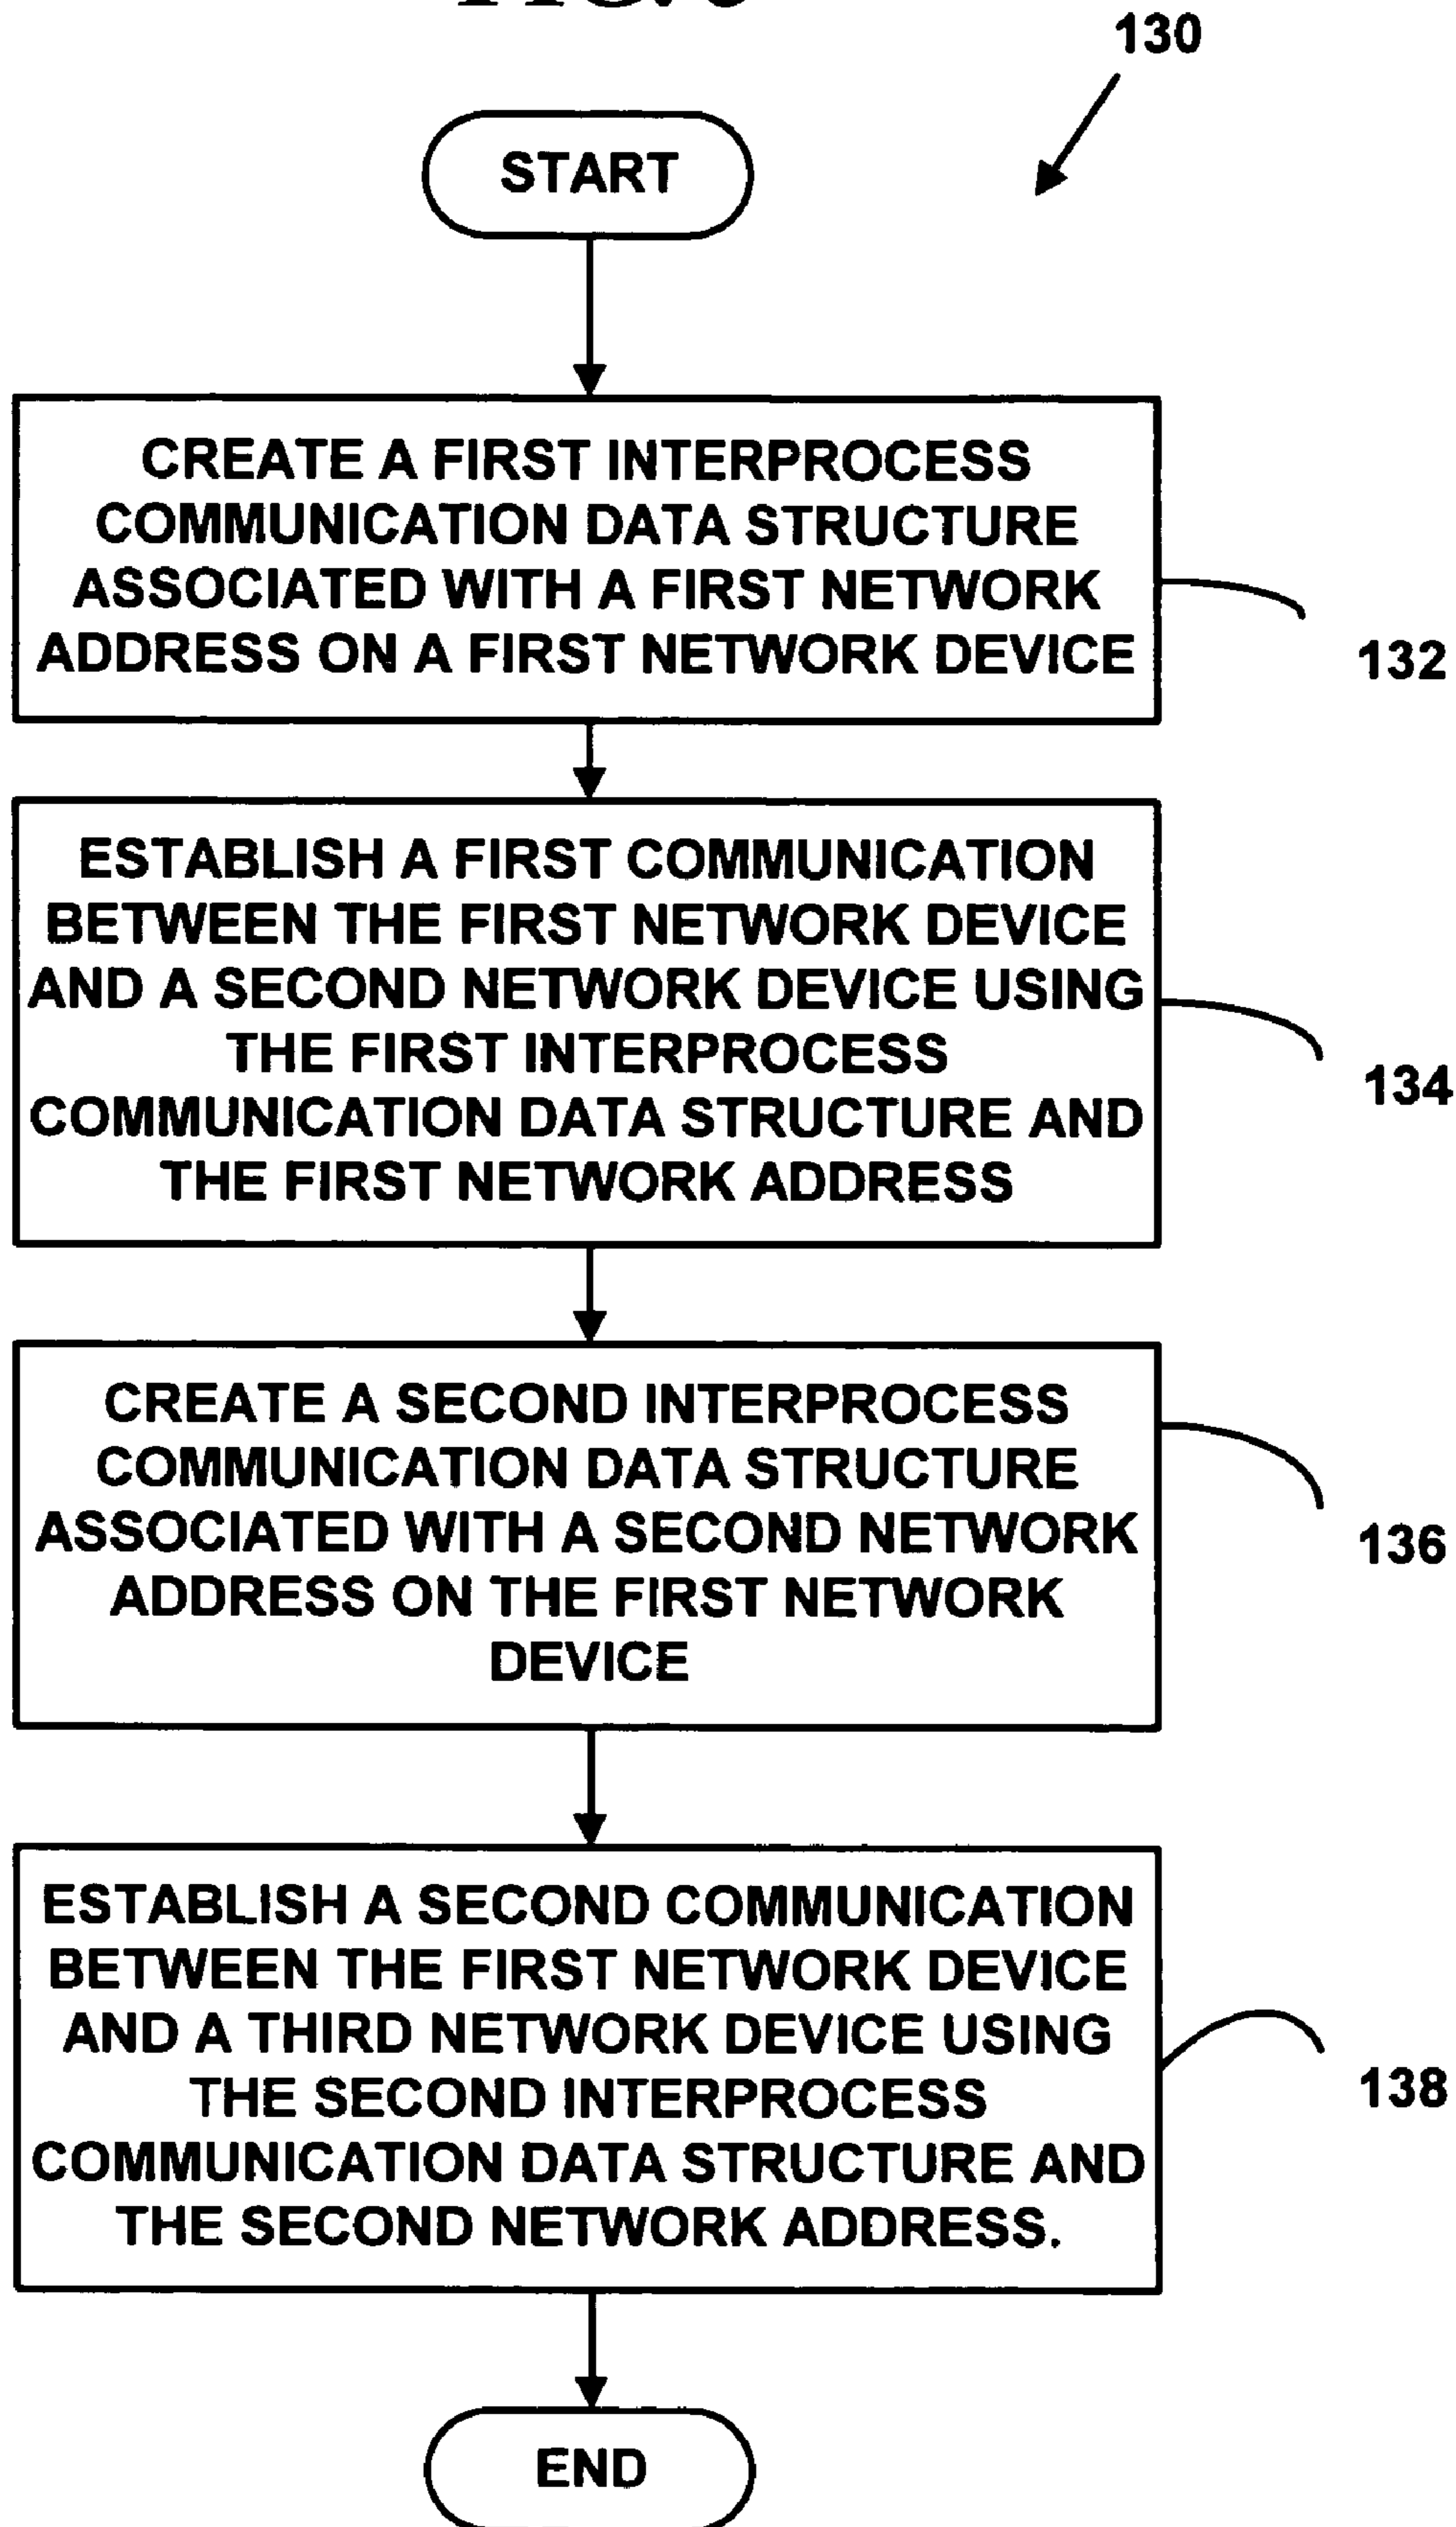 130
START
CREATE A FIRST INTERPROCESS
COMMUNICATION DATA STRUCTURE
ASSOCIATED WITH A FIRST NETWORK
ADDRESS ON A FIRST NETWORK DEVICE
132
ESTABLISH A FIRST COMMUNICATION
BETWEEN THE FIRST NETWORK DEVICE
AND A SECOND NETWORK DEVICE USING
THE FIRST INTERPROCESS
COMMUNICATION DATA STRUCTURE AND
THE FIRST NETWORK ADDRESS
134
CREATE A SECOND INTERPROCESS
COMMUNICATION DATA STRUCTURE
ASSOCIATED WITH A SECOND NETWORK
ADDRESS ON THE FIRST NETWORK
DEVICE
136
ESTABLISH A SECOND COMMUNICATION
BETWEEN THE FIRST NETWORK DEVICE
AND A THIRD NETWORK DEVICE USING
THE SECOND INTERPROCESS
COMMUNICATION DATA STRUCTURE AND
THE SECOND NETWORK ADDRESS.
138
END